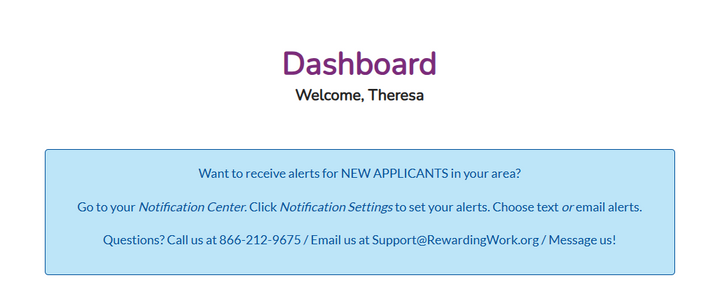 Dashboard
Welcome, Theresa
Want to receive alerts for NEW APPLICANTS in your area?
Go to your Notification Center. Click Notification Settings to set your alerts. Choose text or email alerts.
Questions? Call us at 866-212-9675 / Email us at Support@RewardingWork.org / Message us!